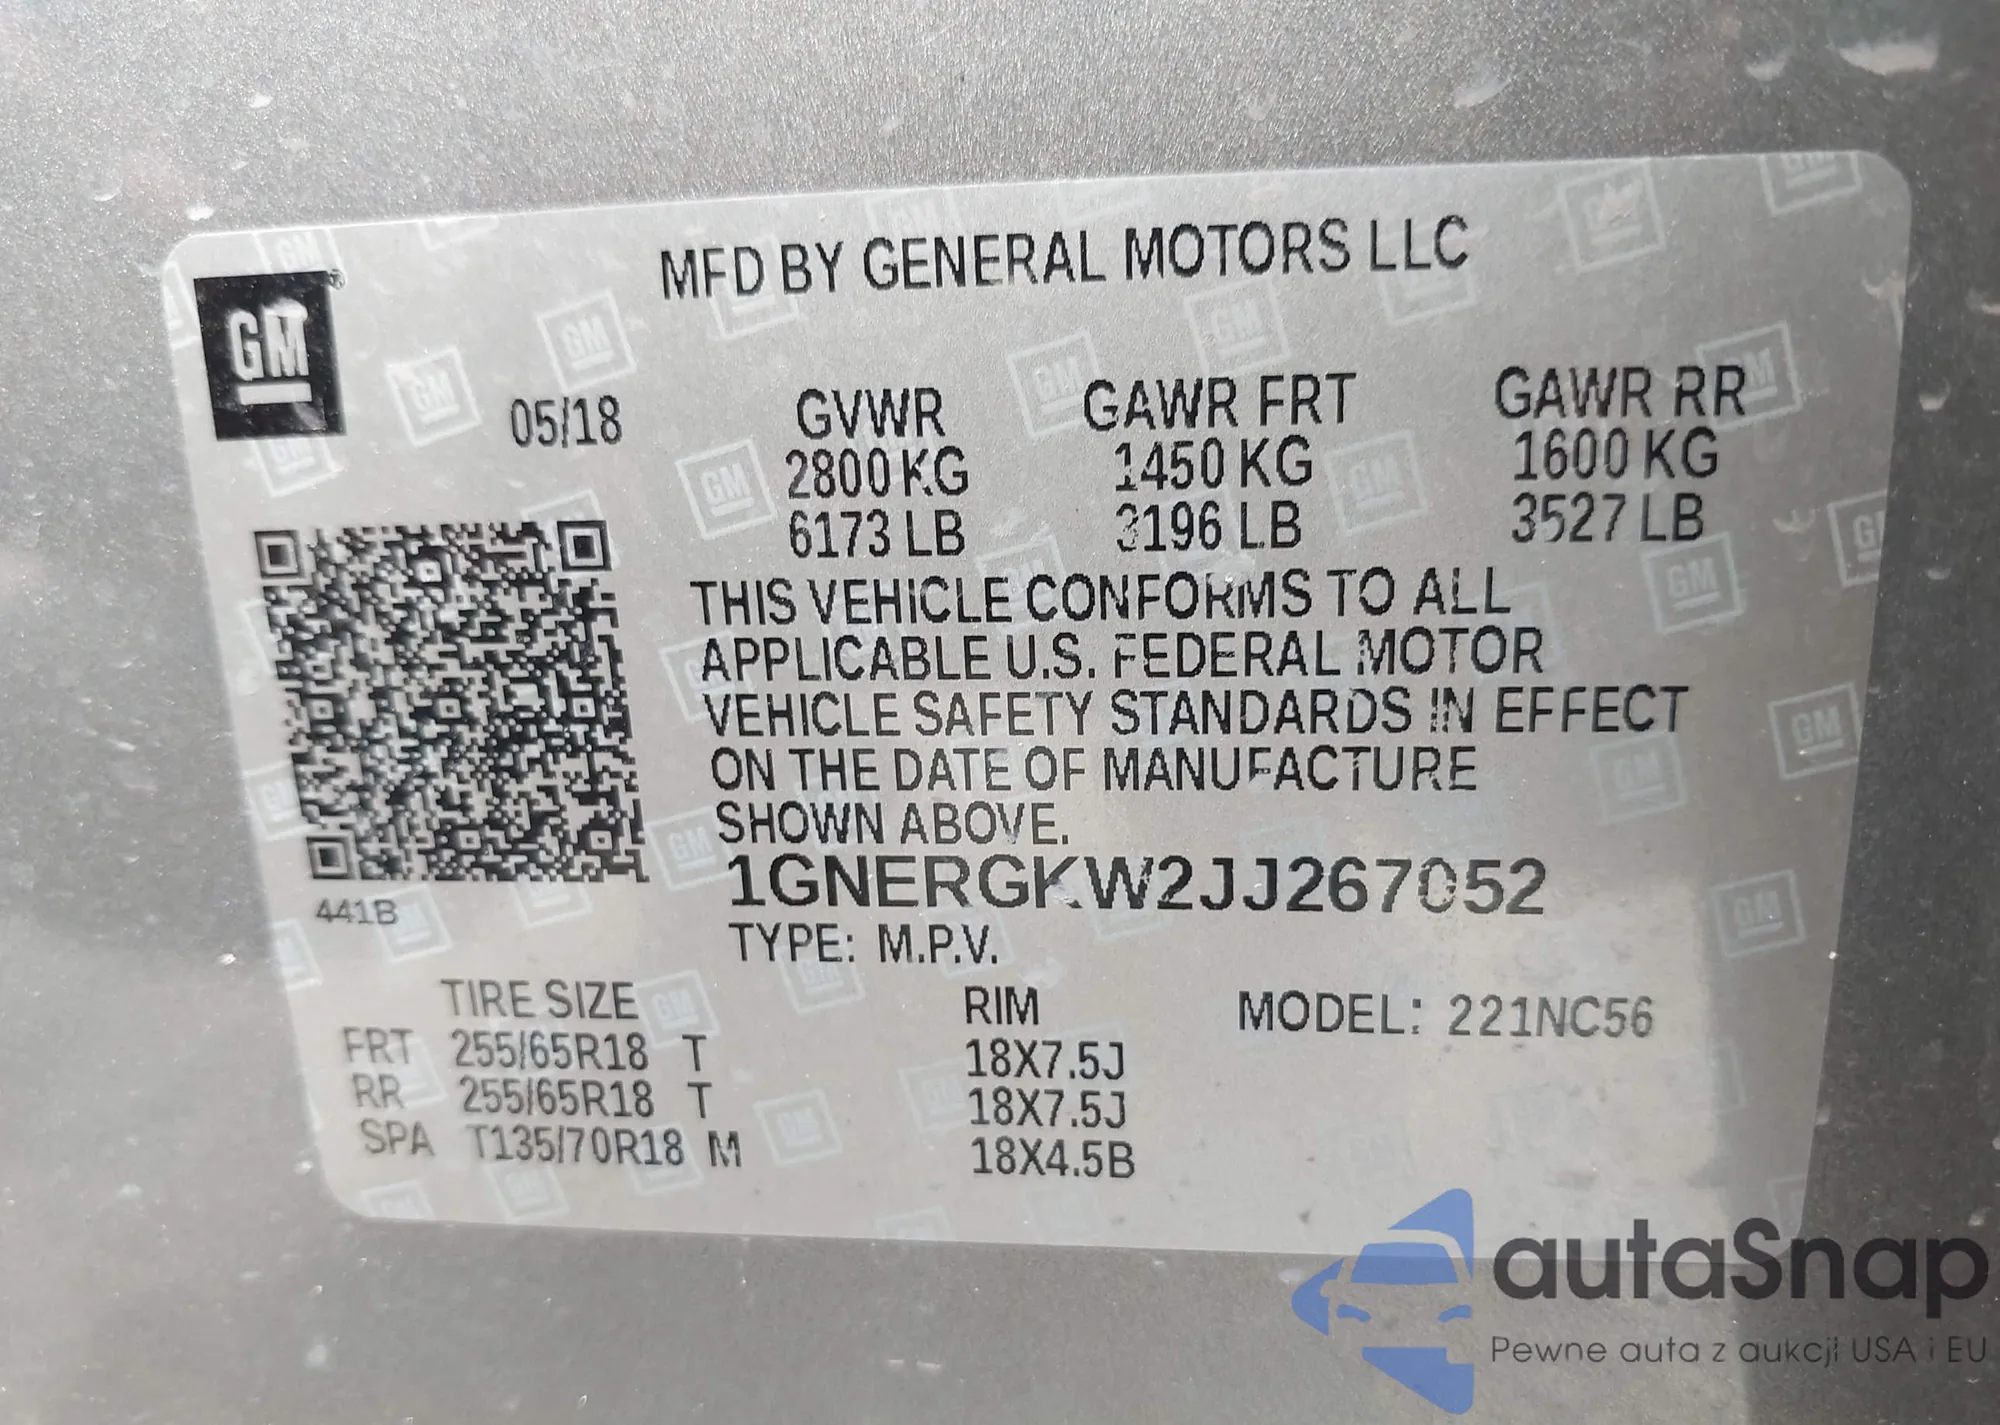 MFD BY GENERAL MOTORS LLC
GM
05/18
GVWR GAWR FRT GAWR RR
2800 KG 1450 KG 1600 KG
6173 LB 3196 LB 3527 LB
THIS VEHICLE CONFORMS TO ALL
APPLICABLE U.S. FEDERAL MOTOR
VEHICLE SAFETY STANDARDS IN EFFECT
ON THE DATE OF MANUFACTURE
SHOWN ABOVE.
1GNERGKW2JJ267052
441B
TYPE: M.P.V.
TIRE SIZE RIM MODEL: 221NC56
FRT 255/65R18 T 18X7.5J
RR 255/65R18 T 18X7.5J
SPA T135/70R18 M 18X4.5B
autaSnap
Pewne auta z aukcji USA i EU